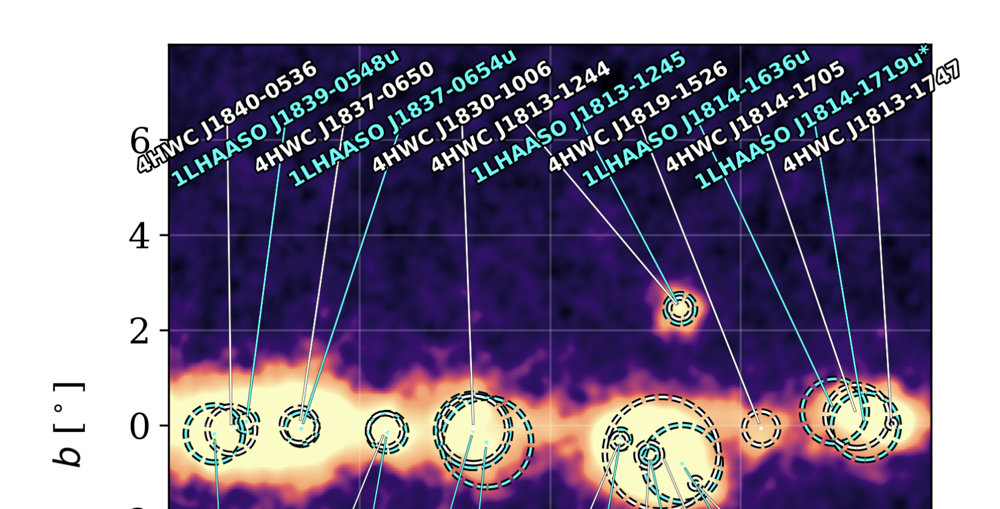 4HWC J1840-0536
1LHAASO J1839-0548u
4HWC J1837-0650
1LHAASO J1837-0654u
4HWC J1830-1006
4HWC J1813-1244
1LHAASO J1813-1245
4HWC J1819-1526
1LHAASO J1814-1636u
4HWC J1814-1705
1LHAASO J1814-1719u*
4HWC J1813-1747
6
4
2
0
b [°]